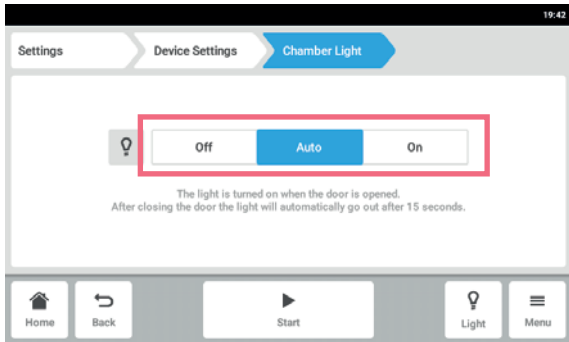 19:42
Settings
Device Settings
Chamber Light
Off
Auto
On
The light is turned on when the door is opened.
After closing the door the light will automatically go out after 15 seconds.
Home
Back
Start
Light
Menu